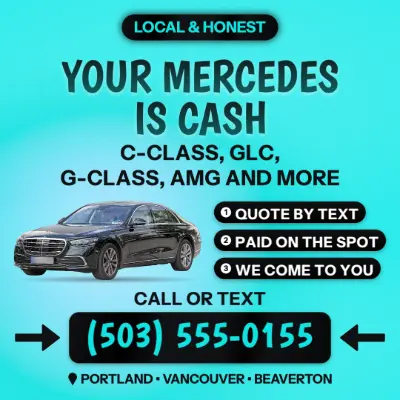 LOCAL & HONEST
YOUR MERCEDES
IS CASH
C-CLASS, GLC,
G-CLASS, AMG AND MORE
1 QUOTE BY TEXT
2 PAID ON THE SPOT
3 WE COME TO YOU
CALL OR TEXT
(503) 555-0155
PORTLAND • VANCOUVER • BEAVERTON